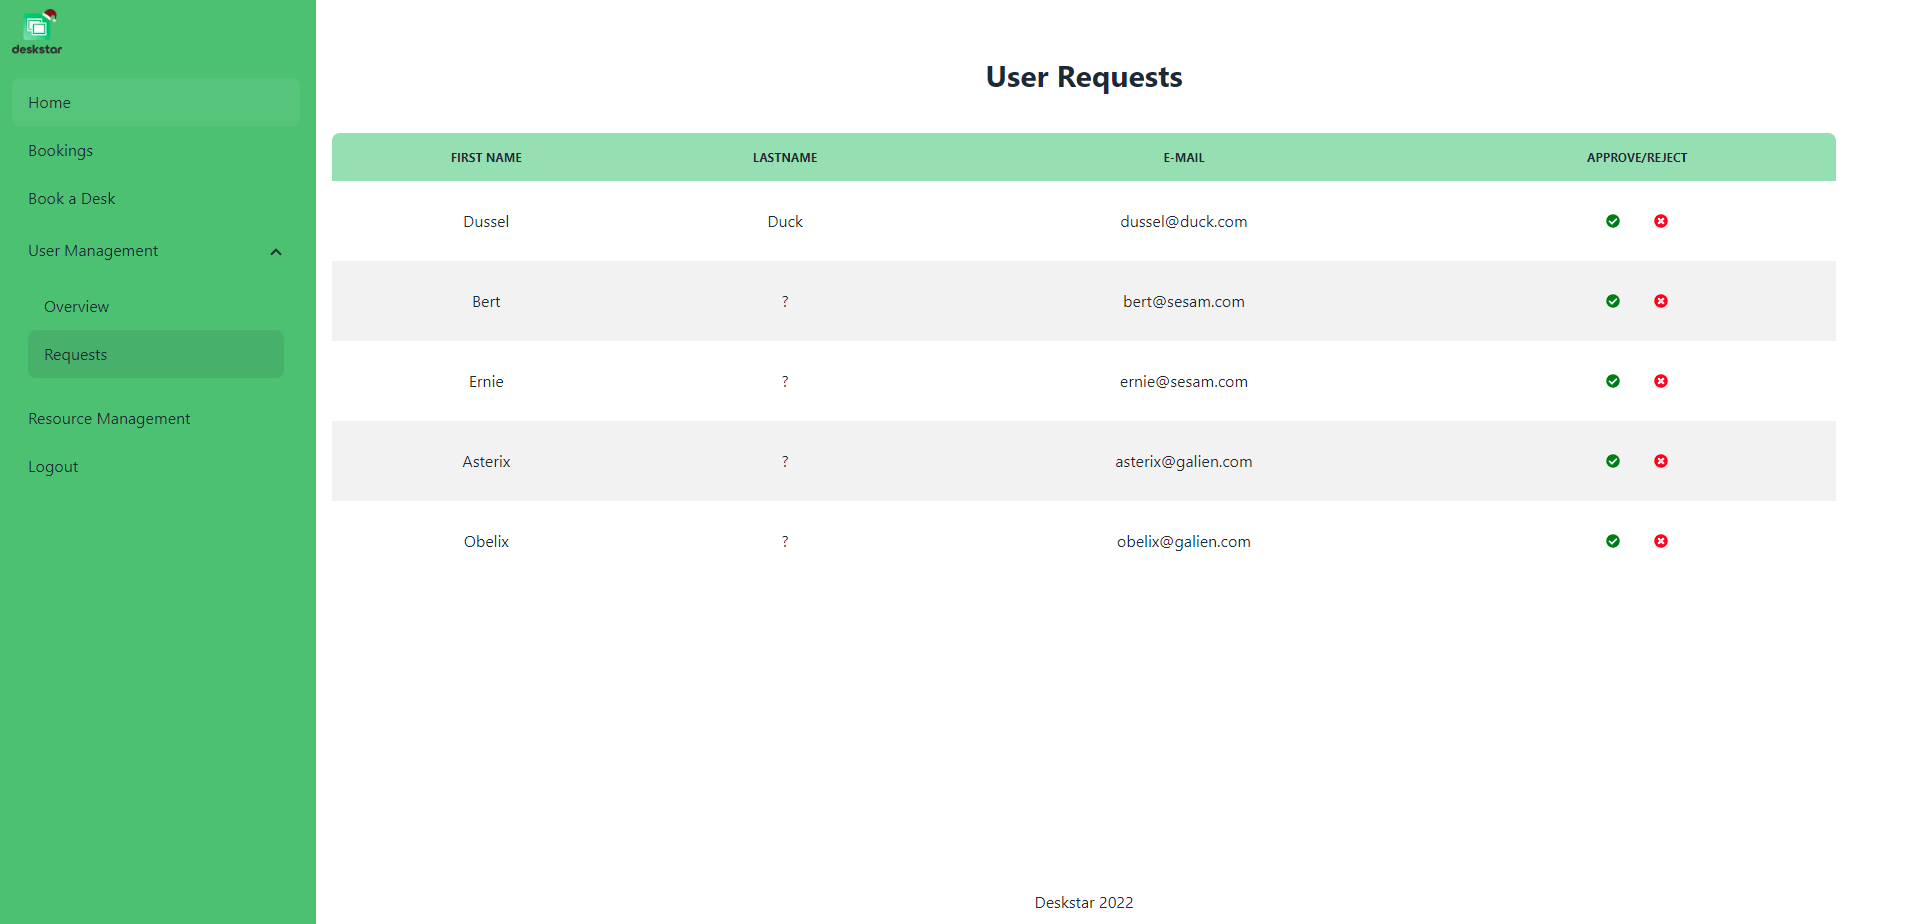 deskstar
Home
Bookings
Book a Desk
User Management
Overview
Requests
Resource Management
Logout
User Requests
FIRST NAME LASTNAME E-MAIL APPROVE/REJECT
Dussel Duck dussel@duck.com
Bert ? bert@sesam.com
Ernie ? ernie@sesam.com
Asterix ? asterix@galien.com
Obelix ? obelix@galien.com
Deskstar 2022